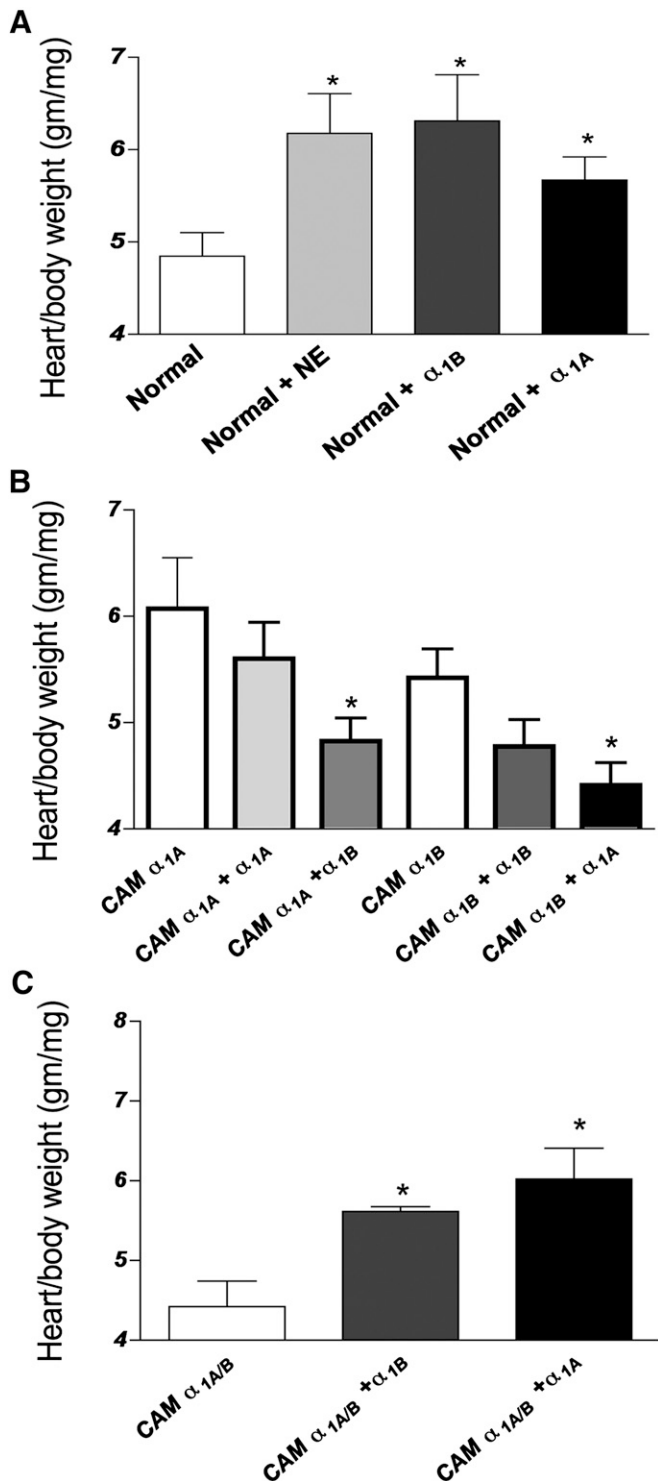 A
Heart/body weight (gm/mg)
7
6
5
4
*
*
*
Normal
Normal + NE
Normal + α1B
Normal + α1A
B
Heart/body weight (gm/mg)
7
6
5
4
*
*
CAM α1A
CAM α1A + α1A
CAM α1A +α1B
CAM α1B
CAM α1B + α1B
CAM α1B + α1A
C
Heart/body weight (gm/mg)
8
7
6
5
4
*
*
CAM α1A/B
CAM α1A/B +α1B
CAM α1A/B +α1A